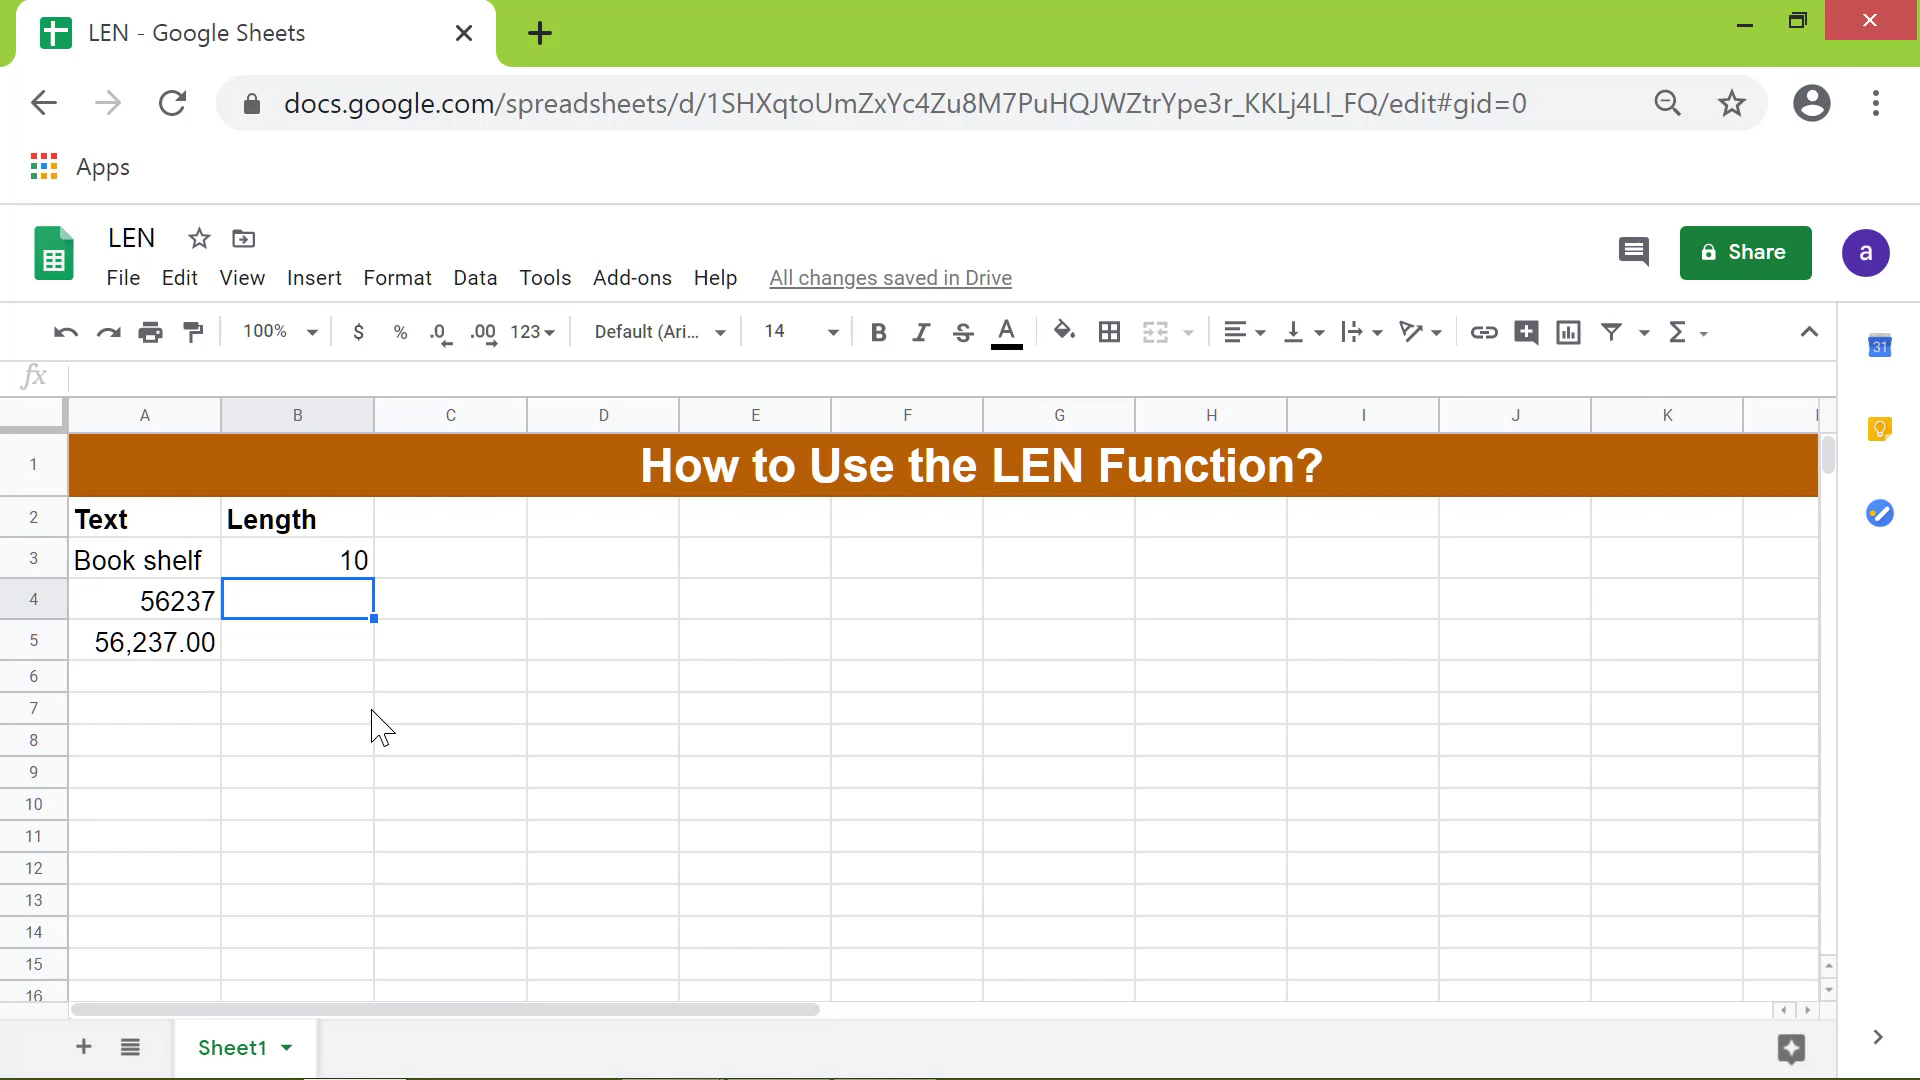 LEN - Google Sheets
docs.google.com/spreadsheets/d/1SHXqtoUmZxYc4Zu8M7PuHQJWZtrYpe3r_KKLj4Ll_FQ/edit#gid=0
Apps
LEN
Share
a
File Edit View Insert Format Data Tools Add-ons Help All changes saved in Drive
100% $ % .0 .00 123 Default (Ari... 14 B I S A Σ
31
fx
A B C D E F G H I J K
1 How to Use the LEN Function?
2 Text Length
3 Book shelf 10
4 56237
5 56,237.00
6
7
8
9
10
11
12
13
14
15
16
Sheet1